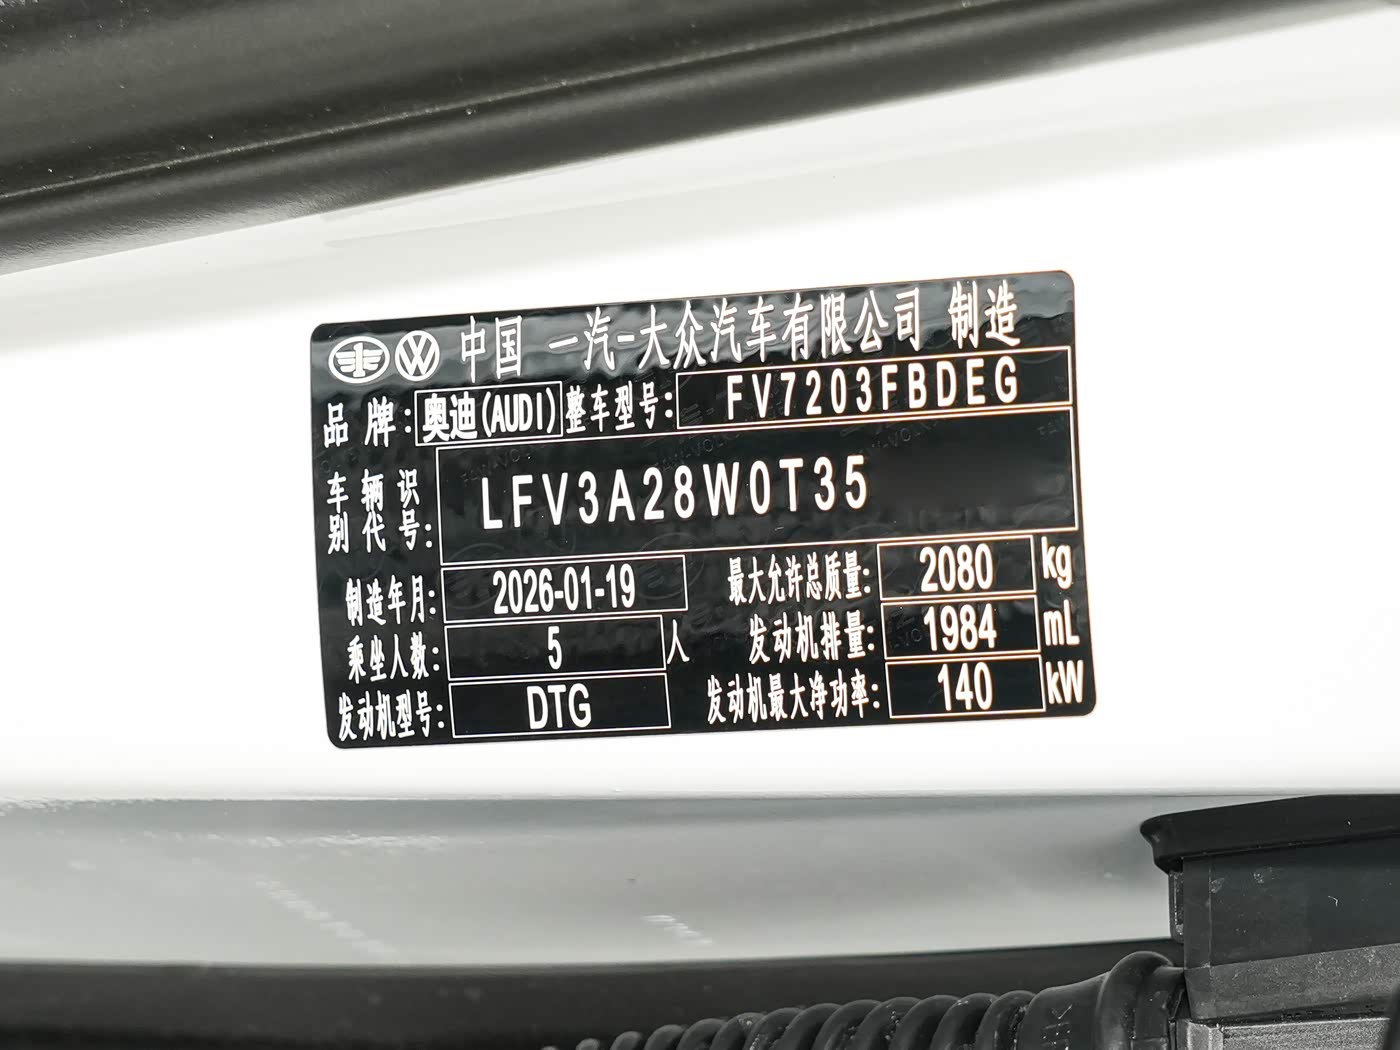 中国 一汽-大众汽车有限公司 制造
品 牌: 奥迪(AUDI) 整车型号: FV7203FBDEG
车辆识别代号: LFV3A28W0T35
制造年月: 2026-01-19 最大允许总质量: 2080 kg
乘坐人数: 5 人 发动机排量: 1984 mL
发动机型号: DTG 发动机最大净功率: 140 kW